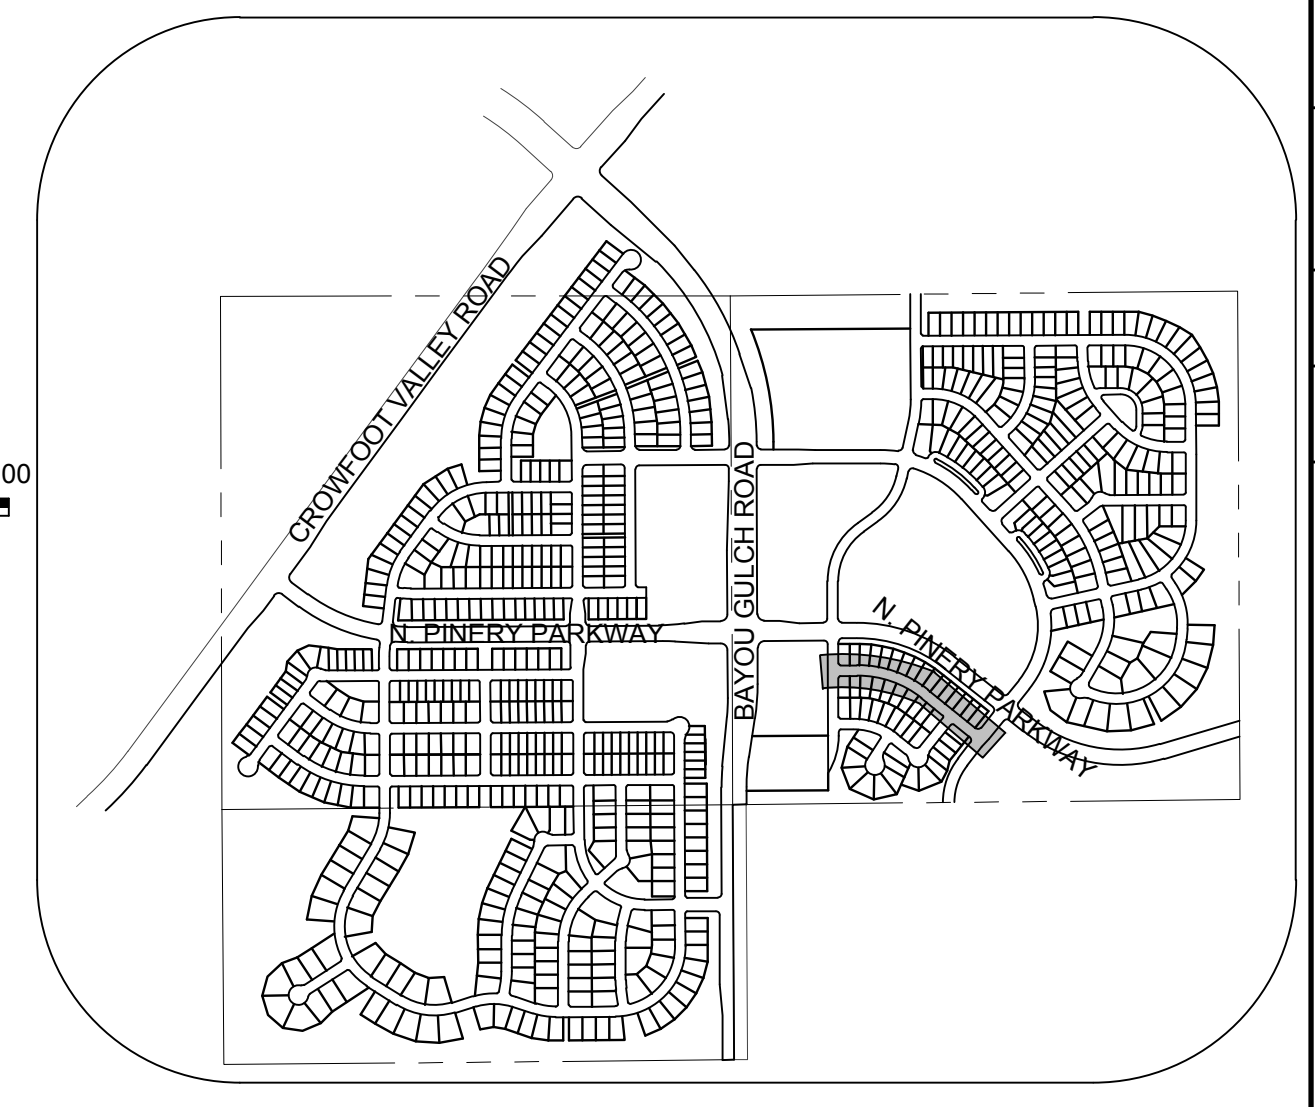 CROWFOOT VALLEY ROAD
00
BAYOU GULCH ROAD
N. PINERY PARKWAY
N. PINERY PARKWAY